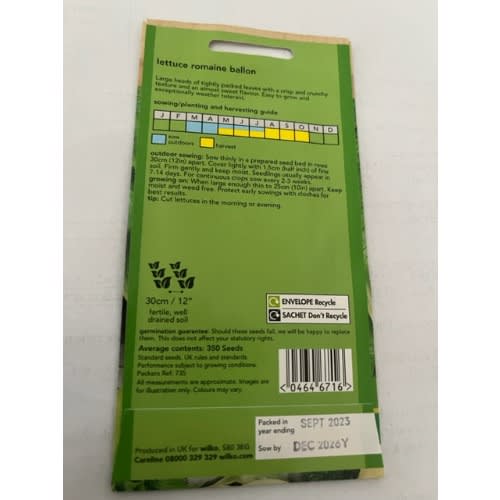 lettuce romaine ballon
Large heads of tightly packed leaves with a crisp and crunchy
texture and an almost sweet flavour. Easy to grow and
exceptionally weather tolerant.
sowing/planting and harvesting guide
J F M A M J J A S O N D
sow
outdoors
harvest
outdoor sowing: Sow thinly in a prepared seed bed in rows
30cm (12in) apart. Cover lightly with 1.5cm (½in) of fine
soil. Firm gently and keep moist. Seedlings usually appear in
7-14 days. For continuous crops sow every 2-3 weeks.
growing on: When large enough thin to 25cm (10in) apart. Keep
moist and weed free. Protect early sowings with cloches for
best results.
tip: Cut lettuces in the morning or evening.
30cm / 12"
fertile, well
drained soil
ENVELOPE Recycle
SACHET Don't Recycle
germination guarantee: Should these seeds fail, we will be happy to replace
them. This does not affect your statutory rights.
Average contents: 350 Seeds
Standard seeds. UK rules and standards.
Performance subject to growing conditions.
Packers Ref: 735
All measurements are approximate. Images are
for illustration only. Colours may vary.
<0464 6716>
Packed in
year ending
SEPT 2023
Sow by
DEC 2026Y
Produced in UK for wilko, S80 3EG
Careline 08000 329 329 wilko.com